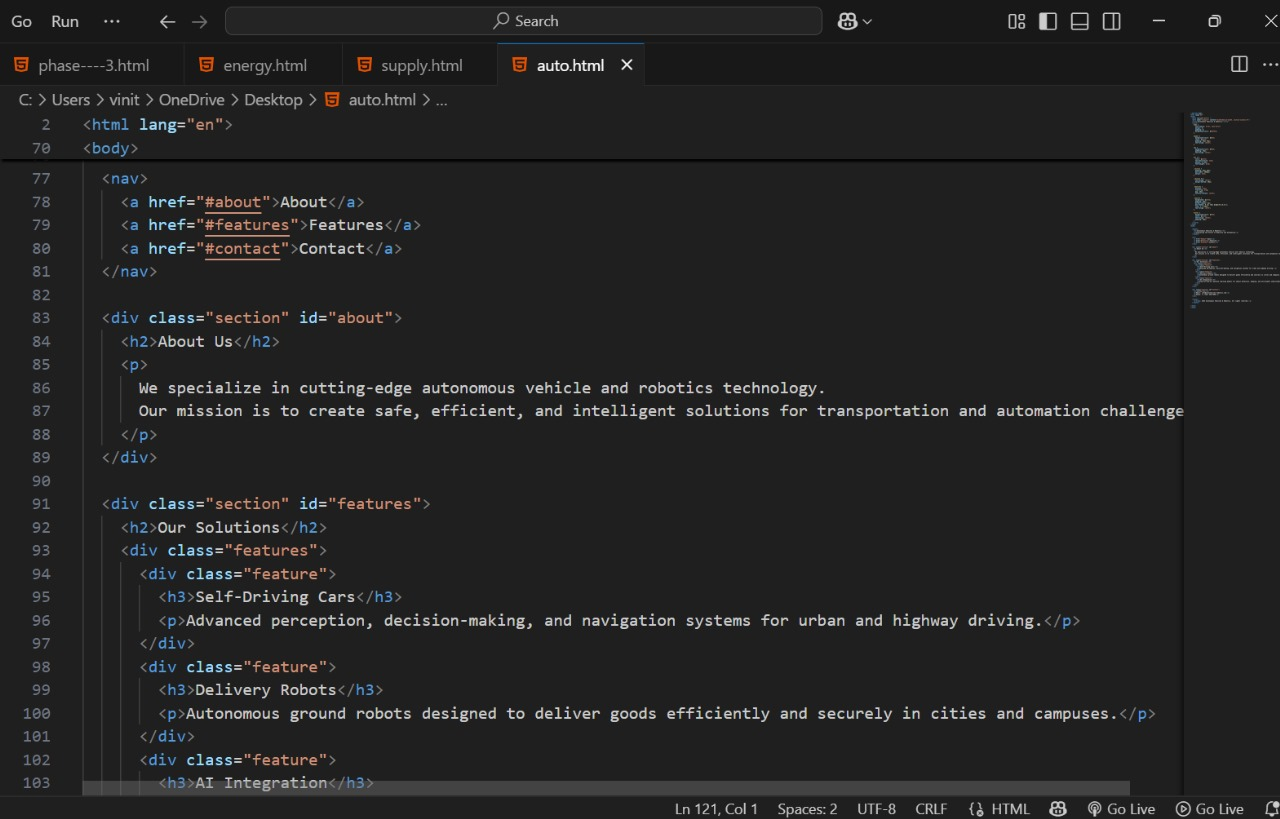 Go Run ··· ← → Search
phase----3.html energy.html supply.html auto.html ✕ ···
C: > Users > vinit > OneDrive > Desktop > auto.html > ...
2 <html lang="en">
70 <body>
77 <nav>
78 <a href="#about">About</a>
79 <a href="#features">Features</a>
80 <a href="#contact">Contact</a>
81 </nav>
82
83 <div class="section" id="about">
84 <h2>About Us</h2>
85 <p>
86 We specialize in cutting-edge autonomous vehicle and robotics technology.
87 Our mission is to create safe, efficient, and intelligent solutions for transportation and automation challenge
88 </p>
89 </div>
90
91 <div class="section" id="features">
92 <h2>Our Solutions</h2>
93 <div class="features">
94 <div class="feature">
95 <h3>Self-Driving Cars</h3>
96 <p>Advanced perception, decision-making, and navigation systems for urban and highway driving.</p>
97 </div>
98 <div class="feature">
99 <h3>Delivery Robots</h3>
100 <p>Autonomous ground robots designed to deliver goods efficiently and securely in cities and campuses.</p>
101 </div>
102 <div class="feature">
103 <h3>AI Integration</h3>
Ln 121, Col 1 Spaces: 2 UTF-8 CRLF {} HTML Go Live Go Live